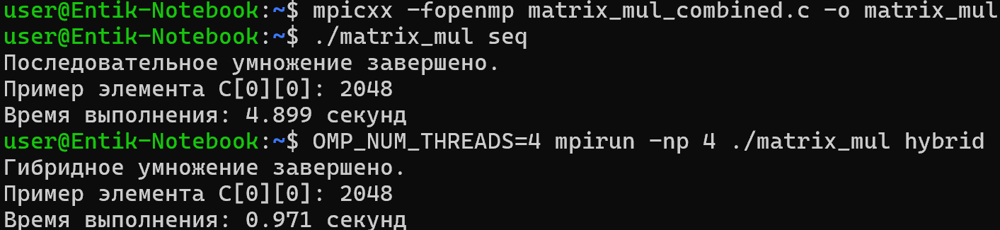 user@Entik-Notebook:~$ mpicxx -fopenmp matrix_mul_combined.c -o matrix_mul
user@Entik-Notebook:~$ ./matrix_mul seq
Последовательное умножение завершено.
Пример элемента C[0][0]: 2048
Время выполнения: 4.899 секунд
user@Entik-Notebook:~$ OMP_NUM_THREADS=4 mpirun -np 4 ./matrix_mul hybrid
Гибридное умножение завершено.
Пример элемента C[0][0]: 2048
Время выполнения: 0.971 секунд